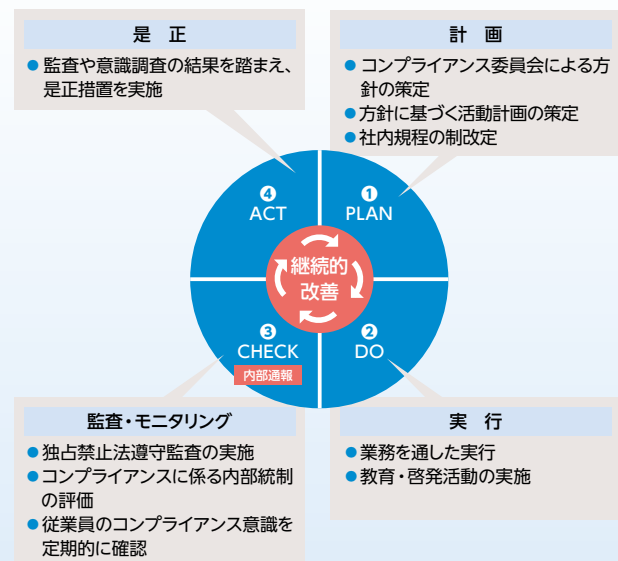 是 正
● 監査や意識調査の結果を踏まえ、
是正措置を実施
計 画
● コンプライアンス委員会による方
針の策定
● 方針に基づく活動計画の策定
● 社内規程の制改定
❹
ACT
❶
PLAN
継続的
改善
❸
CHECK
内部通報
❷
DO
監査・モニタリング
● 独占禁止法遵守監査の実施
● コンプライアンスに係る内部統制
の評価
● 従業員のコンプライアンス意識を
定期的に確認
実 行
● 業務を通した実行
● 教育・啓発活動の実施